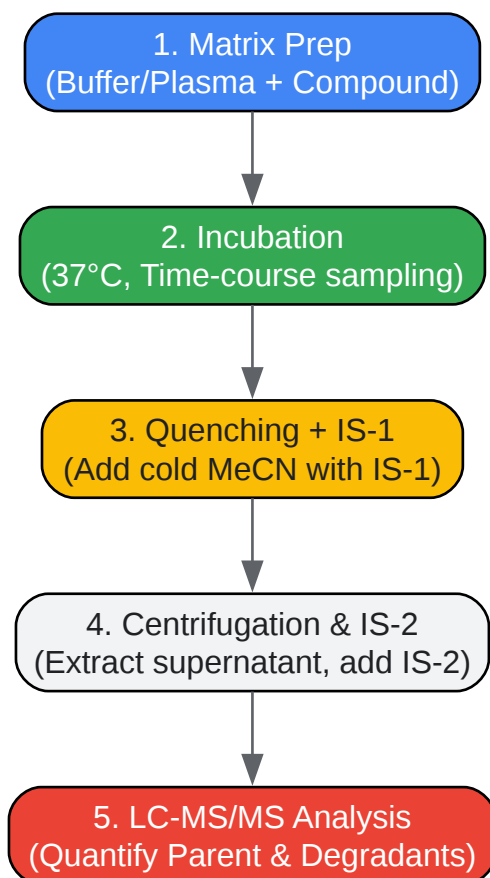 1. Matrix Prep
(Buffer/Plasma + Compound)
2. Incubation
(37°C, Time-course sampling)
3. Quenching + IS-1
(Add cold MeCN with IS-1)
4. Centrifugation & IS-2
(Extract supernatant, add IS-2)
5. LC-MS/MS Analysis
(Quantify Parent & Degradants)